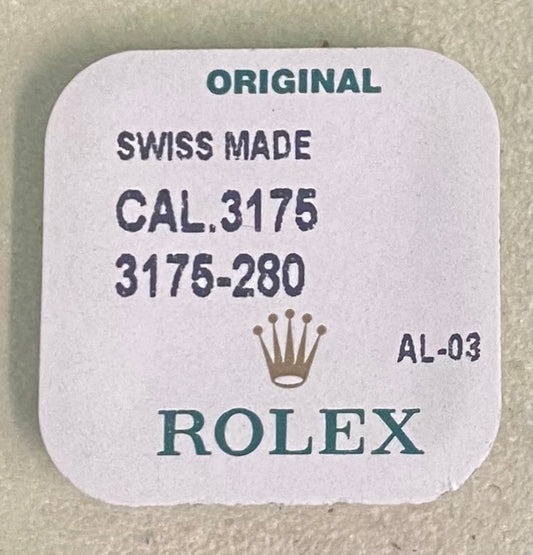 ORIGINAL
SWISS MADE
CAL.3175
3175-280
AL-03
ROLEX